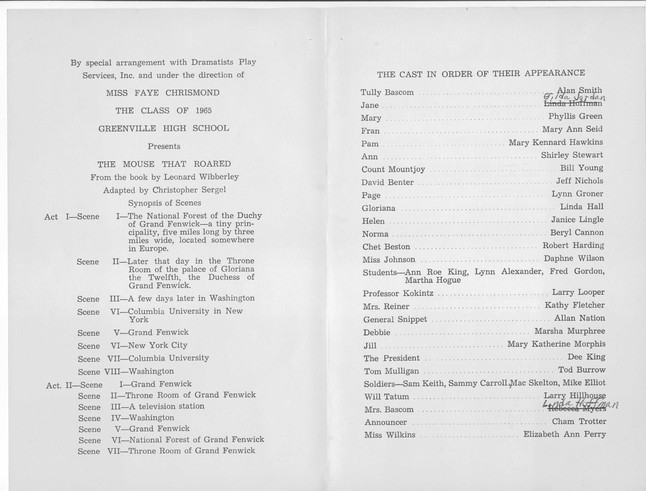 By special arrangement with Dramatists Play
Services, Inc. and under the direction of
MISS FAYE CHRISMOND
THE CLASS OF 1965
GREENVILLE HIGH SCHOOL
Presents
THE MOUSE THAT ROARED
From the book by Leonard Wibberley
Adapted by Christopher Sergel
Synopsis of Scenes
Act I—Scene I—The National Forest of the Duchy
of Grand Fenwick—a tiny prin-
cipality, five miles long by three
miles wide, located somewhere
in Europe.
Scene II—Later that day in the Throne
Room of the palace of Gloriana
the Twelfth, the Duchess of
Grand Fenwick.
Scene III—A few days later in Washington
Scene VI—Columbia University in New
York
Scene V—Grand Fenwick
Scene VI—New York City
Scene VII—Columbia University
Scene VIII—Washington
Act. II—Scene I—Grand Fenwick
Scene II—Throne Room of Grand Fenwick
Scene III—A television station
Scene IV—Washington
Scene V—Grand Fenwick
Scene VI—National Forest of Grand Fenwick
Scene VII—Throne Room of Grand Fenwick
THE CAST IN ORDER OF THEIR APPEARANCE
Tully Bascom Alan Smith
Jordan
Jane Linda Hoffman
Mary Phyllis Green
Fran Mary Ann Seid
Pam Mary Kennard Hawkins
Ann Shirley Stewart
Count Mountjoy Bill Young
David Benter Jeff Nichols
Page Lynn Groner
Gloriana Linda Hall
Helen Janice Lingle
Norma Beryl Cannon
Chet Beston Robert Harding
Miss Johnson Daphne Wilson
Students—Ann Roe King, Lynn Alexander, Fred Gordon,
Martha Hogue
Professor Kokintz Larry Looper
Mrs. Reiner Kathy Fletcher
General Snippet Allan Nation
Debbie Marsha Murphree
Jill Mary Katherine Morphis
The President Dee King
Tom Mulligan Tod Burrow
Soldiers—Sam Keith, Sammy Carroll, Mac Skelton, Mike Elliot
Will Tatum Larry Hillhouse
Linda Hoffman
Mrs. Bascom Rebecca Myers
Announcer Cham Trotter
Miss Wilkins Elizabeth Ann Perry